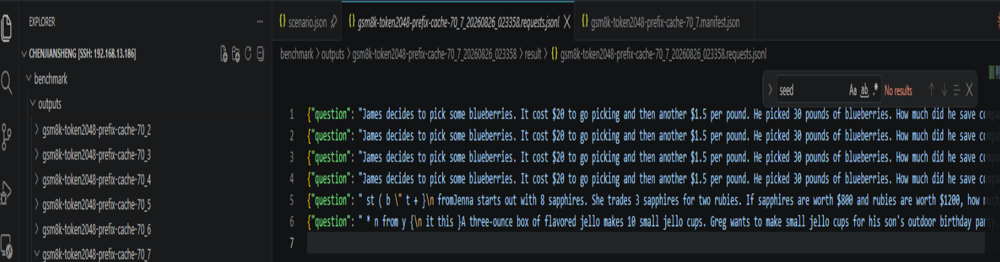 EXPLORER
CHENJIANSHENG [SSH: 192.168.13.186]
benchmark
outputs
gsm8k-token2048-prefix-cache-70_2
gsm8k-token2048-prefix-cache-70_3
gsm8k-token2048-prefix-cache-70_4
gsm8k-token2048-prefix-cache-70_5
gsm8k-token2048-prefix-cache-70_6
gsm8k-token2048-prefix-cache-70_7
{} scenario.json
{} gsm8k-token2048-prefix-cache-70_7_20260826_023358.requests.jsonl
{} gsm8k-token2048-prefix-cache-70_7.manifest.json
benchmark > outputs > gsm8k-token2048-prefix-cache-70_7_20260826_023358 > result > {} gsm8k-token2048-prefix-cache-70_7_20260826_023358.requests.jsonl
seed Aa ab .* No results
1 {"question": "James decides to pick some blueberries. It cost $20 to go picking and then another $1.5 per pound. He picked 30 pounds of blueberries. How much did he save compa
2 {"question": "James decides to pick some blueberries. It cost $20 to go picking and then another $1.5 per pound. He picked 30 pounds of blueberries. How much did he save compa
3 {"question": "James decides to pick some blueberries. It cost $20 to go picking and then another $1.5 per pound. He picked 30 pounds of blueberries. How much did he save compa
4 {"question": "James decides to pick some blueberries. It cost $20 to go picking and then another $1.5 per pound. He picked 30 pounds of blueberries. How much did he save compa
5 {"question": " st ( b \" t + }\n fromJenna starts out with 8 sapphires. She trades 3 sapphires for two rubies. If sapphires are worth $800 and rubies are worth $1200, how much
6 {"question": " * n from y {\n it this }A three-ounce box of flavored jello makes 10 small jello cups. Greg wants to make small jello cups for his son's outdoor birthday party.
7